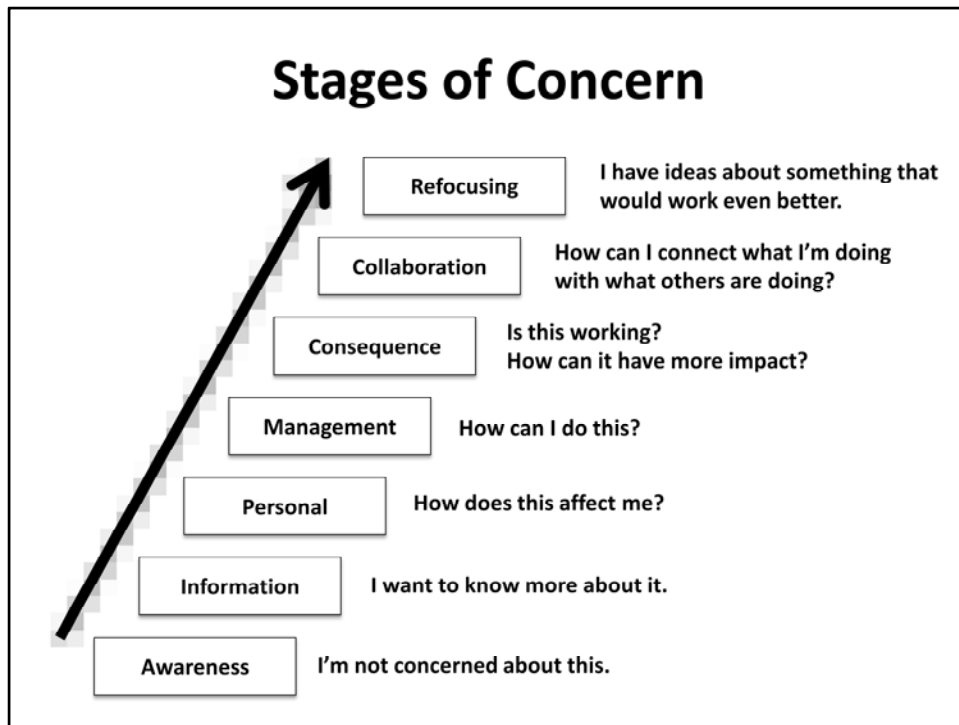 Stages of Concern
Refocusing
I have ideas about something that
would work even better.
Collaboration
How can I connect what I'm doing
with what others are doing?
Consequence
Is this working?
How can it have more impact?
Management
How can I do this?
Personal
How does this affect me?
Information
I want to know more about it.
Awareness
I'm not concerned about this.